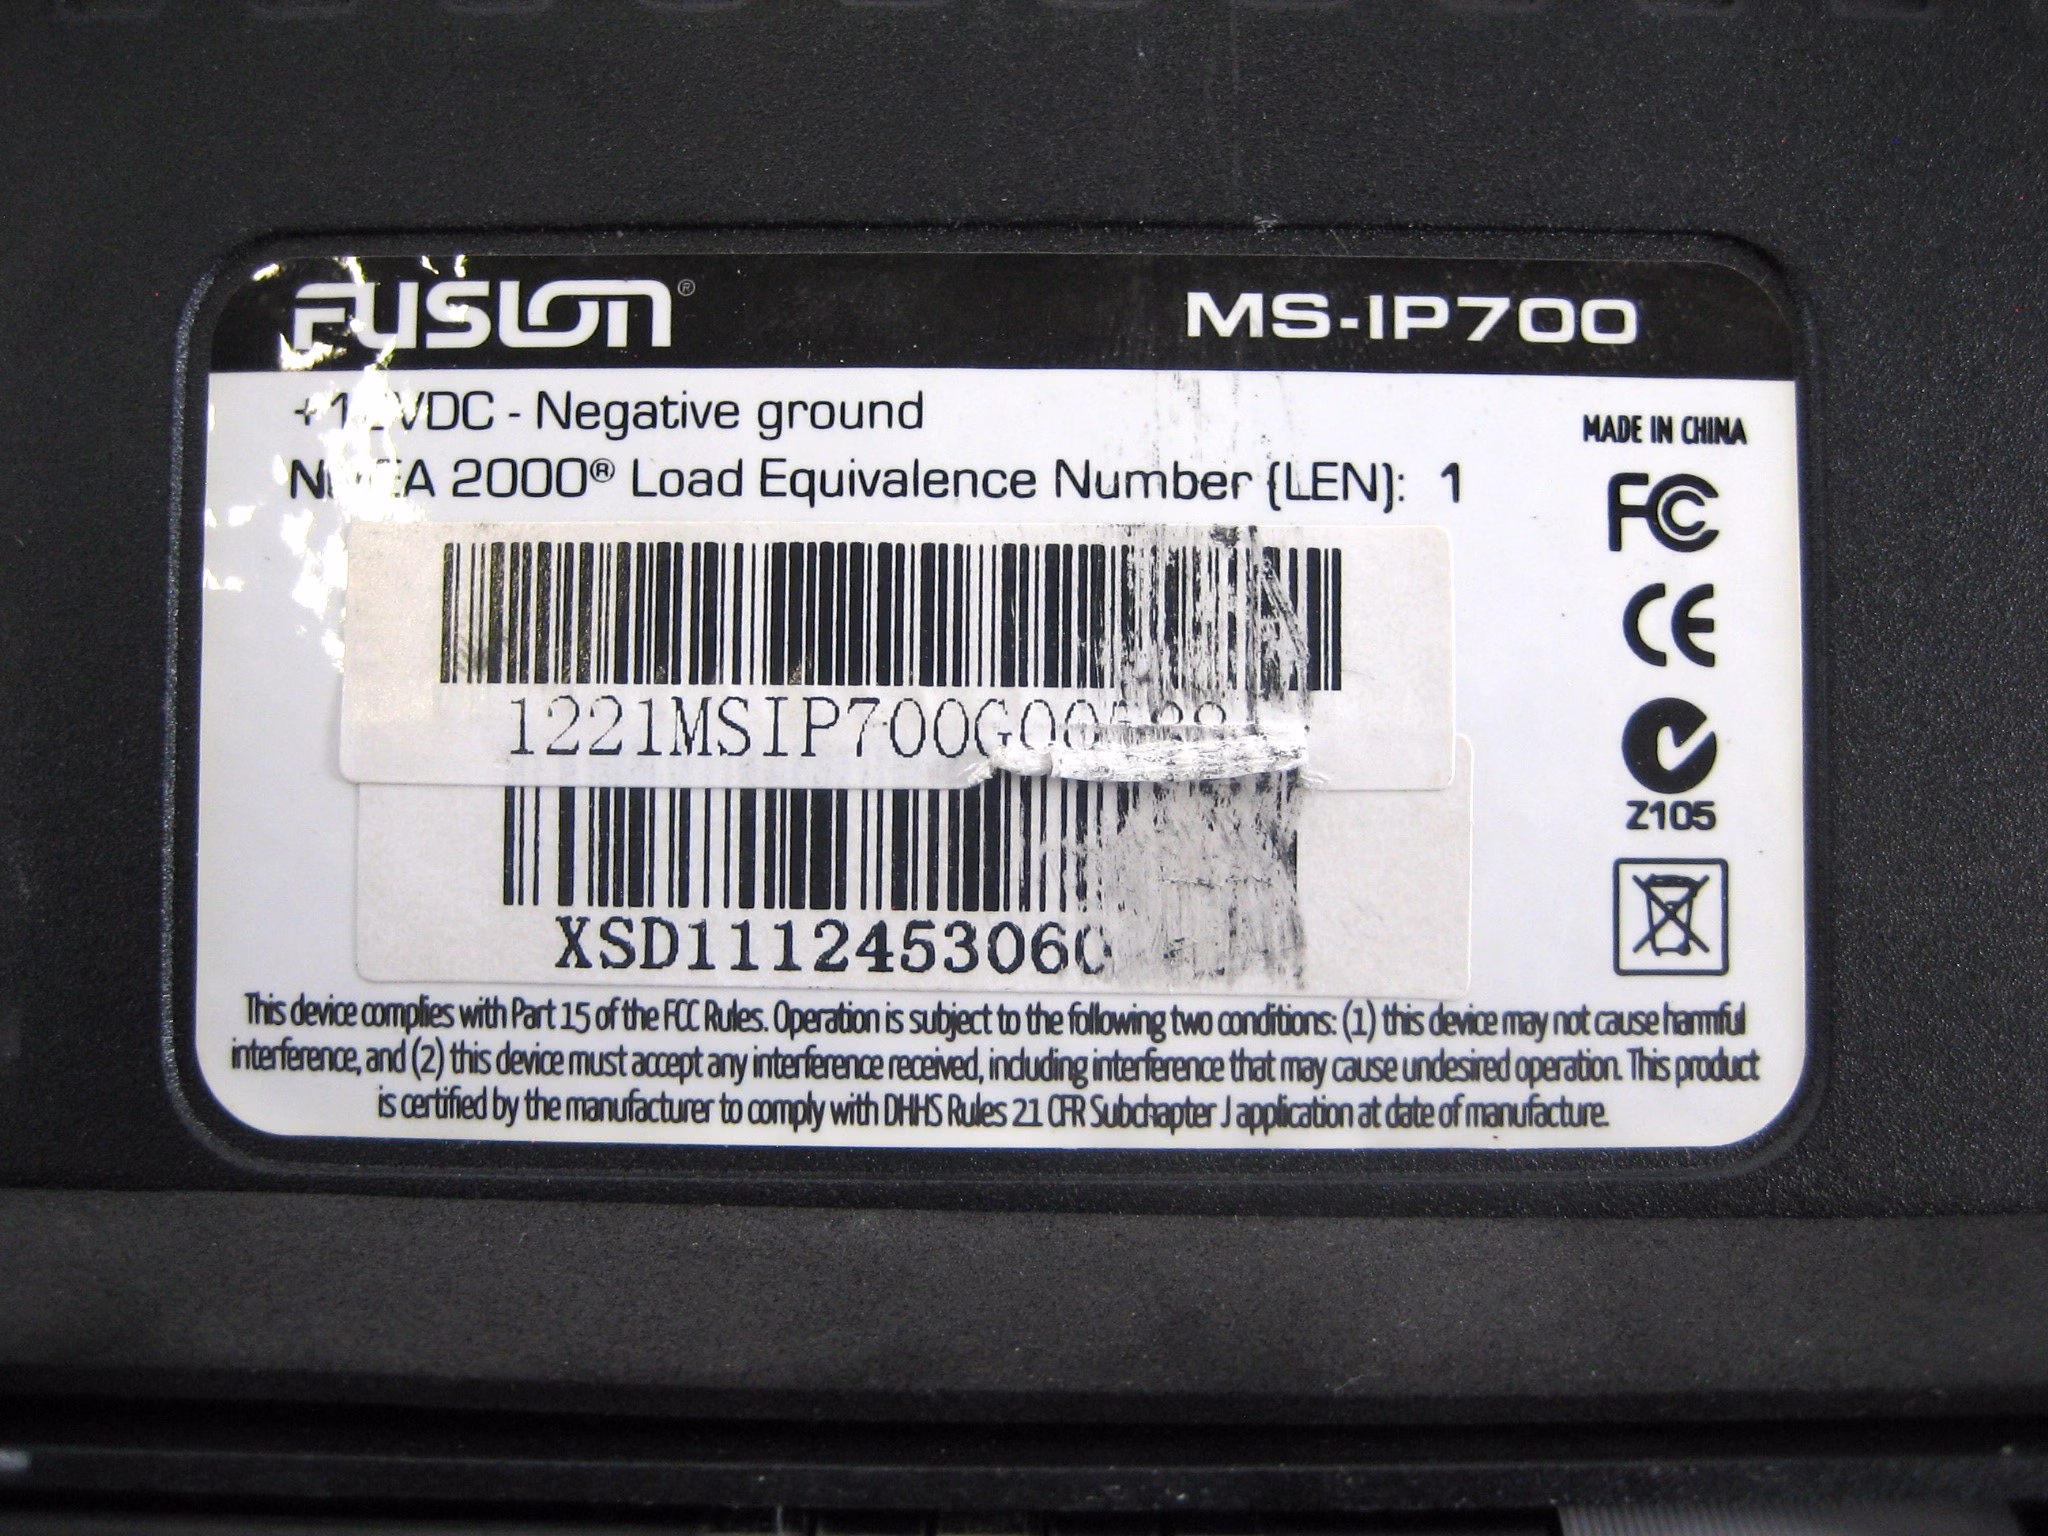 FUSION® MS-IP700
- Negative ground
2000® Load Equivalence Number (LEN): 1
MADE IN CHINA
FC
CE
Z105
This device complies with Part 15 of the FCC Rules. Operation is subject to the following two conditions: (1) this device may not cause harmful
interference, and (2) this device must accept any interference received, including interference that may cause undesired operation. This product
is certified by the manufacturer to comply with DHHS Rules 21 CFR Subchapter J application at date of manufacture.